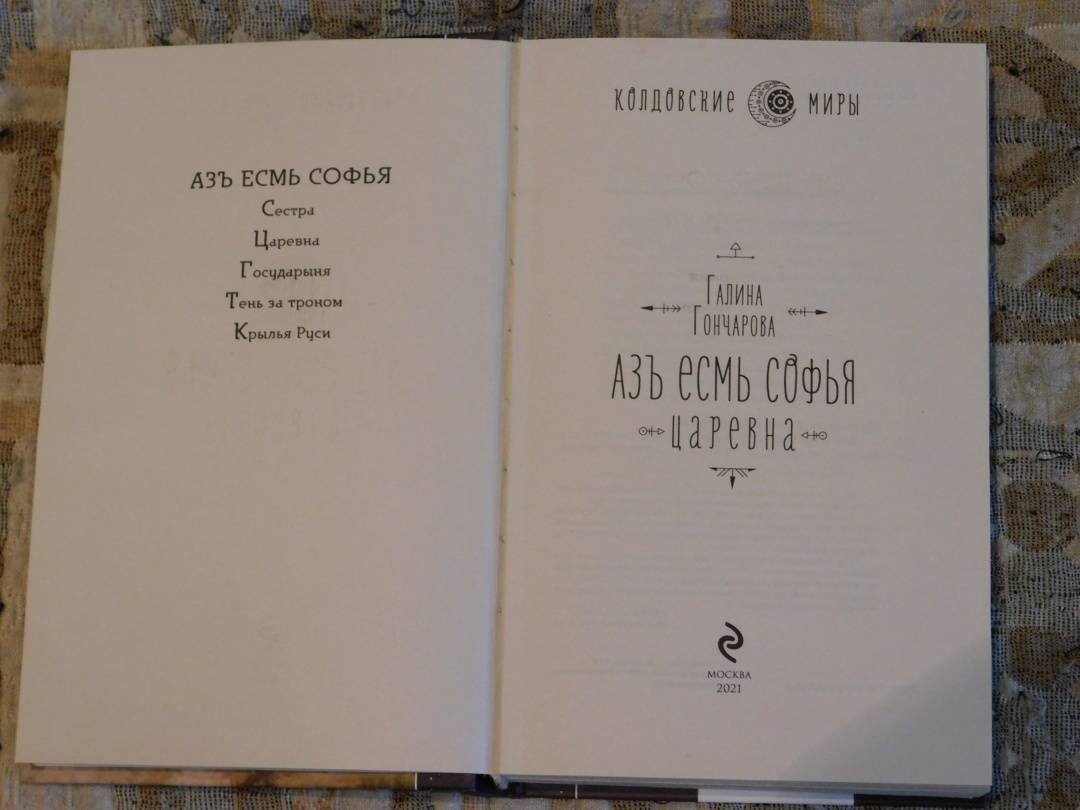 АЗЪ ЕСМЬ СОФЬЯ
Сестра
Царевна
Государыня
Тень за троном
Крылья Руси
КОЛДОВСКИЕ МИРЫ
ГАЛИНА
ГОНЧАРОВА
АЗЪ ЕСМЬ СОФЬЯ
ЦАРЕВНА
МОСКВА
2021